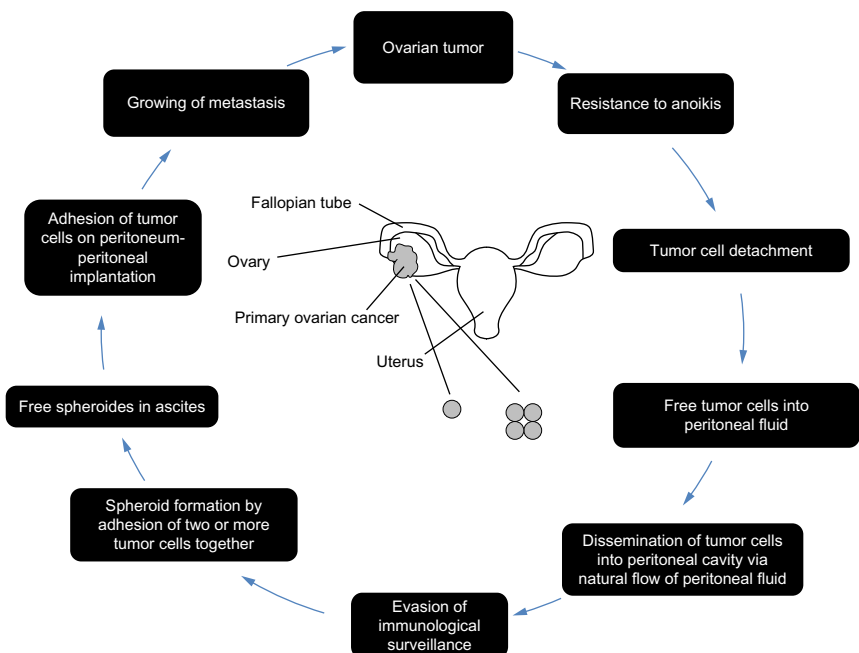 Ovarian tumor
Resistance to anoikis
Tumor cell detachment
Free tumor cells into
peritoneal fluid
Dissemination of tumor cells
into peritoneal cavity via
natural flow of peritoneal fluid
Evasion of
immunological
surveillance
Spheroid formation by
adhesion of two or more
tumor cells together
Free spheroides in ascites
Adhesion of tumor
cells on peritoneum-
peritoneal
implantation
Growing of metastasis
Fallopian tube
Ovary
Primary ovarian cancer
Uterus